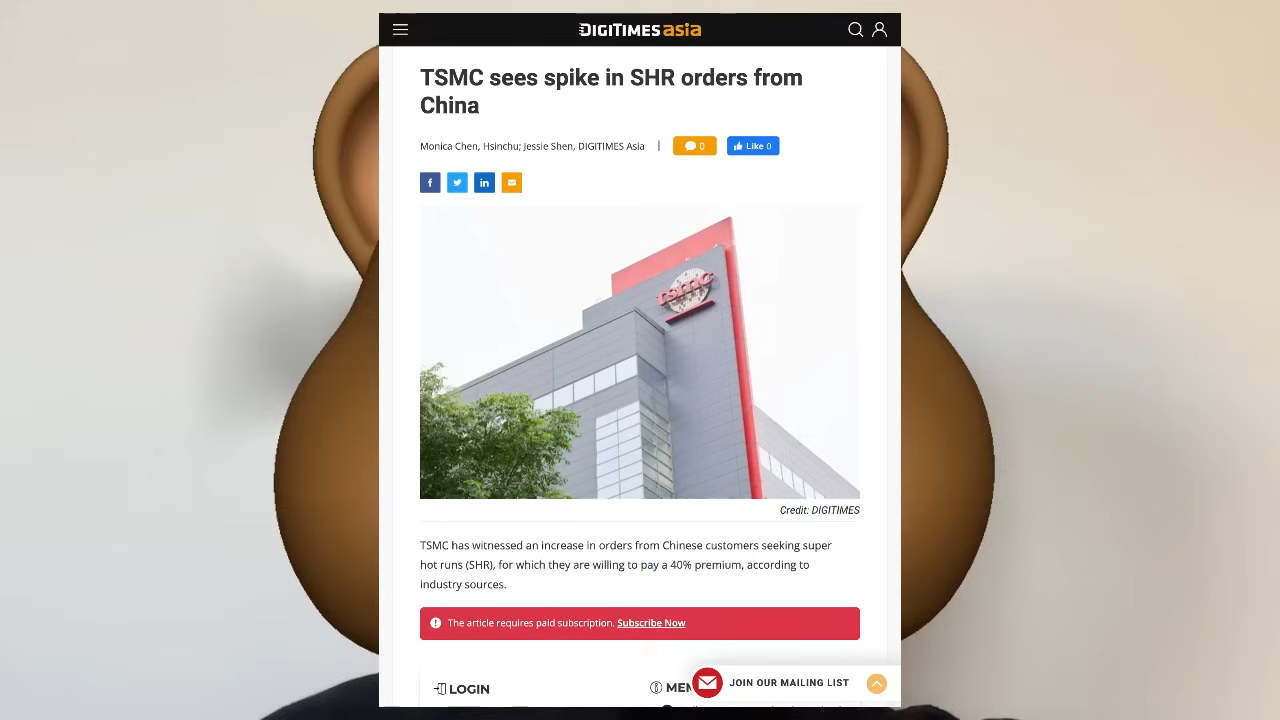 DIGITIMES asia
TSMC sees spike in SHR orders from
China
Monica Chen, Hsinchu; Jessie Shen, DIGITIMES Asia | 0 Like 0
TSMC
Credit: DIGITIMES
TSMC has witnessed an increase in orders from Chinese customers seeking super
hot runs (SHR), for which they are willing to pay a 40% premium, according to
industry sources.
The article requires paid subscription. Subscribe Now
JOIN OUR MAILING LIST
LOGIN